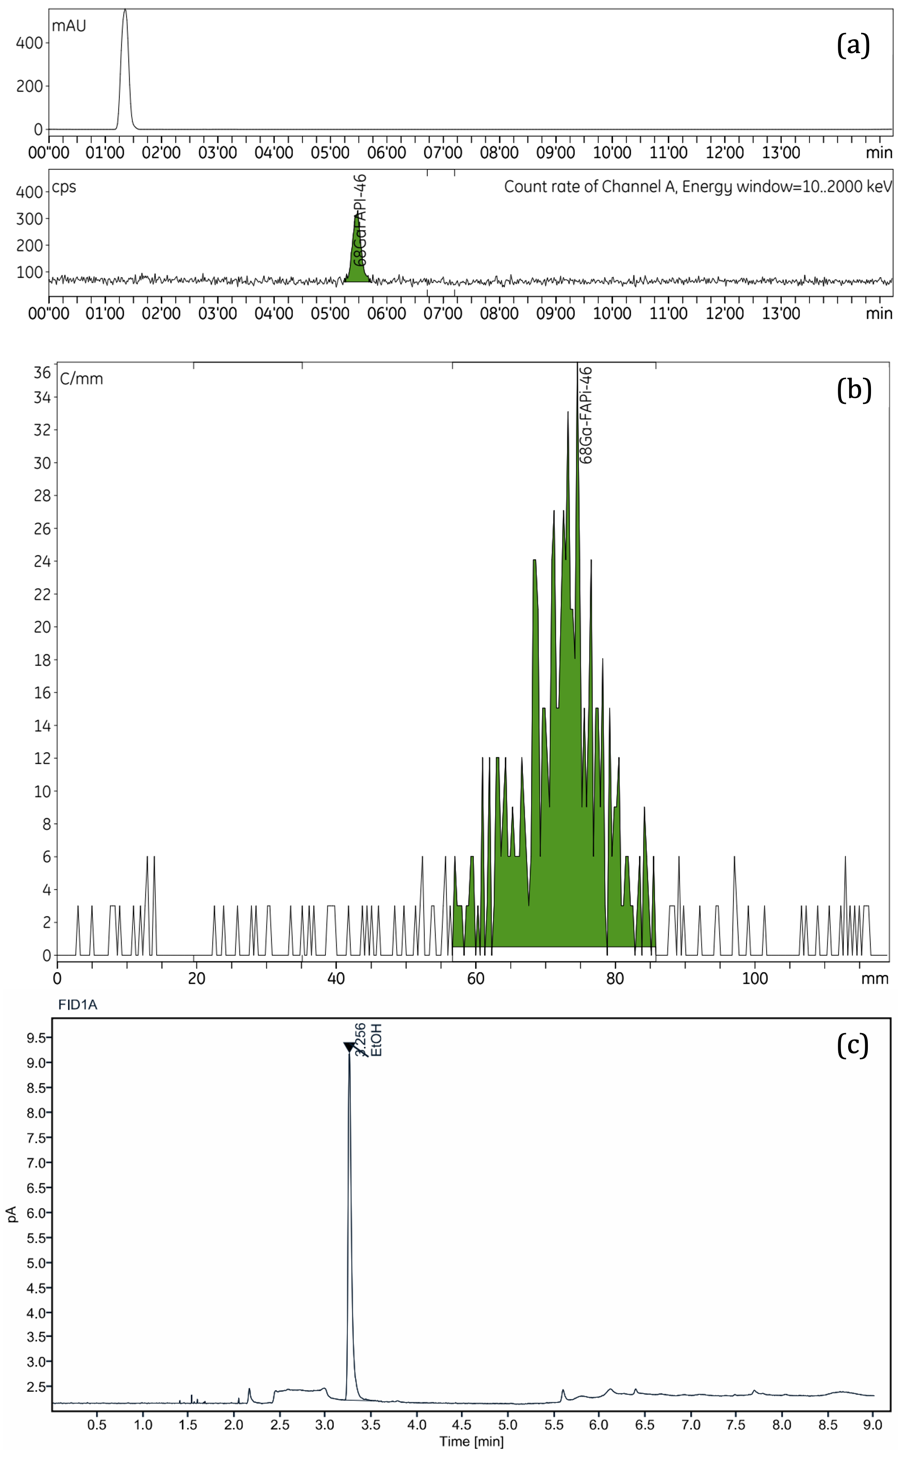 mAU
(a)
400
200
0
00'00 01'00 02'00 03'00 04'00 05'00 06'00 07'00 08'00 09'00 10'00 11'00 12'00 13'00 min
cps
68GaFAPI-46
Count rate of Channel A, Energy window=10..2000 keV
400
300
200
100
00'00 01'00 02'00 03'00 04'00 05'00 06'00 07'00 08'00 09'00 10'00 11'00 12'00 13'00 min
C/mm
68Ga-FAPi-46
(b)
36
34
32
30
28
26
24
22
20
18
16
14
12
10
8
6
4
2
0
0 20 40 60 80 100 mm
FID1A
3.256
EtOH
(c)
9.5
9.0
8.5
8.0
7.5
7.0
6.5
6.0
5.5
5.0
4.5
4.0
3.5
3.0
2.5
pA
0.5 1.0 1.5 2.0 2.5 3.0 3.5 4.0 4.5 5.0 5.5 6.0 6.5 7.0 7.5 8.0 8.5 9.0
Time [min]